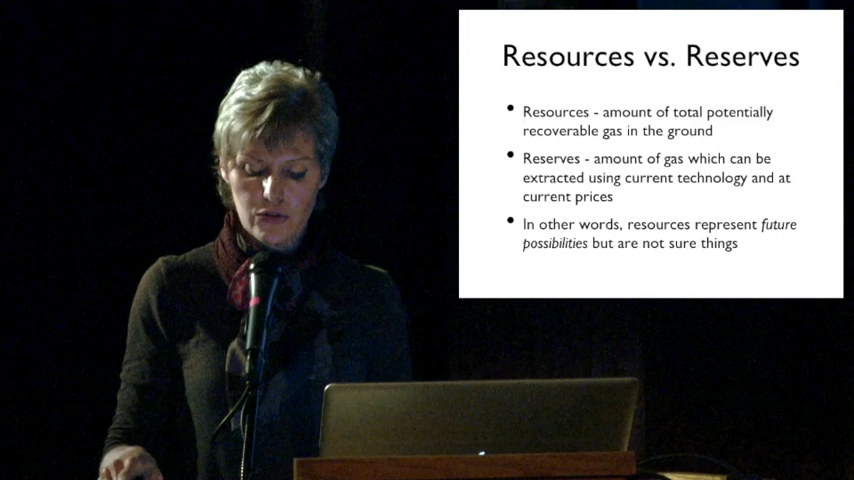 Resources vs. Reserves
• Resources - amount of total potentially
recoverable gas in the ground
• Reserves - amount of gas which can be
extracted using current technology and at
current prices
• In other words, resources represent future
possibilities but are not sure things